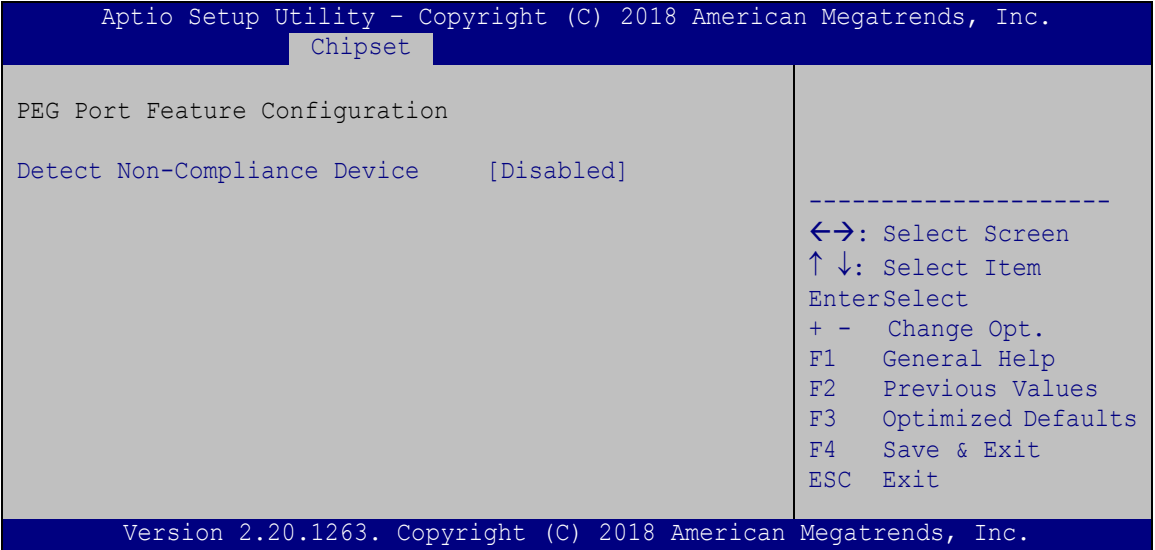 Aptio Setup Utility – Copyright (C) 2018 American Megatrends, Inc.
Chipset
PEG Port Feature Configuration
Detect Non-Compliance Device [Disabled]
----------------------
←→: Select Screen
↑ ↓: Select Item
EnterSelect
+ - Change Opt.
F1 General Help
F2 Previous Values
F3 Optimized Defaults
F4 Save & Exit
ESC Exit
Version 2.20.1263. Copyright (C) 2018 American Megatrends, Inc.